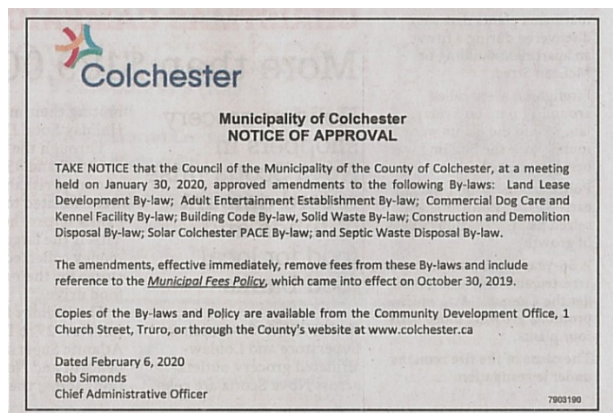 Colchester
Municipality of Colchester
NOTICE OF APPROVAL
TAKE NOTICE that the Council of the Municipality of the County of Colchester, at a meeting
held on January 30, 2020, approved amendments to the following By-laws: Land Lease
Development By-law; Adult Entertainment Establishment By-law; Commercial Dog Care and
Kennel Facility By-law; Building Code By-law, Solid Waste By-law; Construction and Demolition
Disposal By-law; Solar Colchester PACE By-law; and Septic Waste Disposal By-law.
The amendments, effective immediately, remove fees from these By-laws and include
reference to the Municipal Fees Policy, which came into effect on October 30, 2019.
Copies of the By-laws and Policy are available from the Community Development Office, 1
Church Street, Truro, or through the County's website at www.colchester.ca
Dated February 6, 2020
Rob Simonds
Chief Administrative Officer
7903190